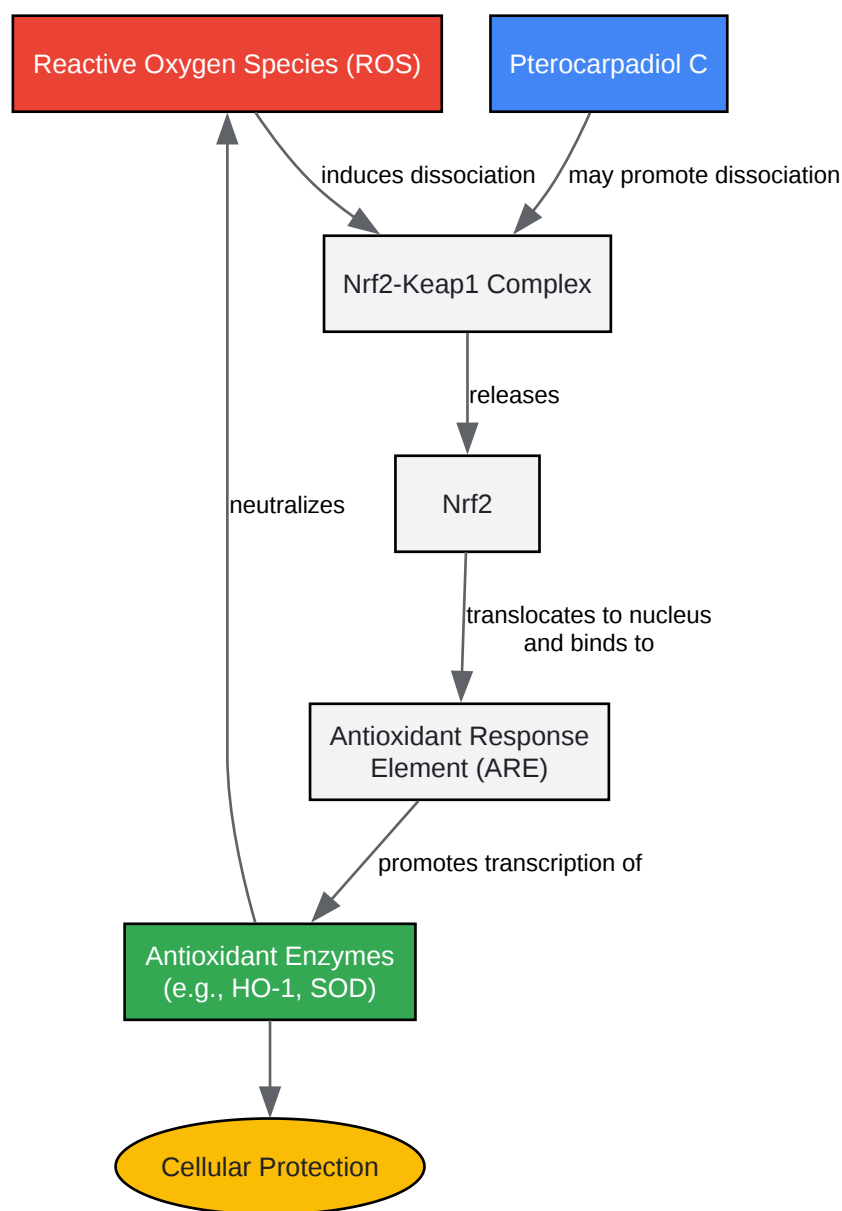 Reactive Oxygen Species (ROS)
Pterocarpadiol C
induces dissociation
may promote dissociation
Nrf2-Keap1 Complex
releases
Nrf2
neutralizes
translocates to nucleus
and binds to
Antioxidant Response
Element (ARE)
promotes transcription of
Antioxidant Enzymes
(e.g., HO-1, SOD)
Cellular Protection